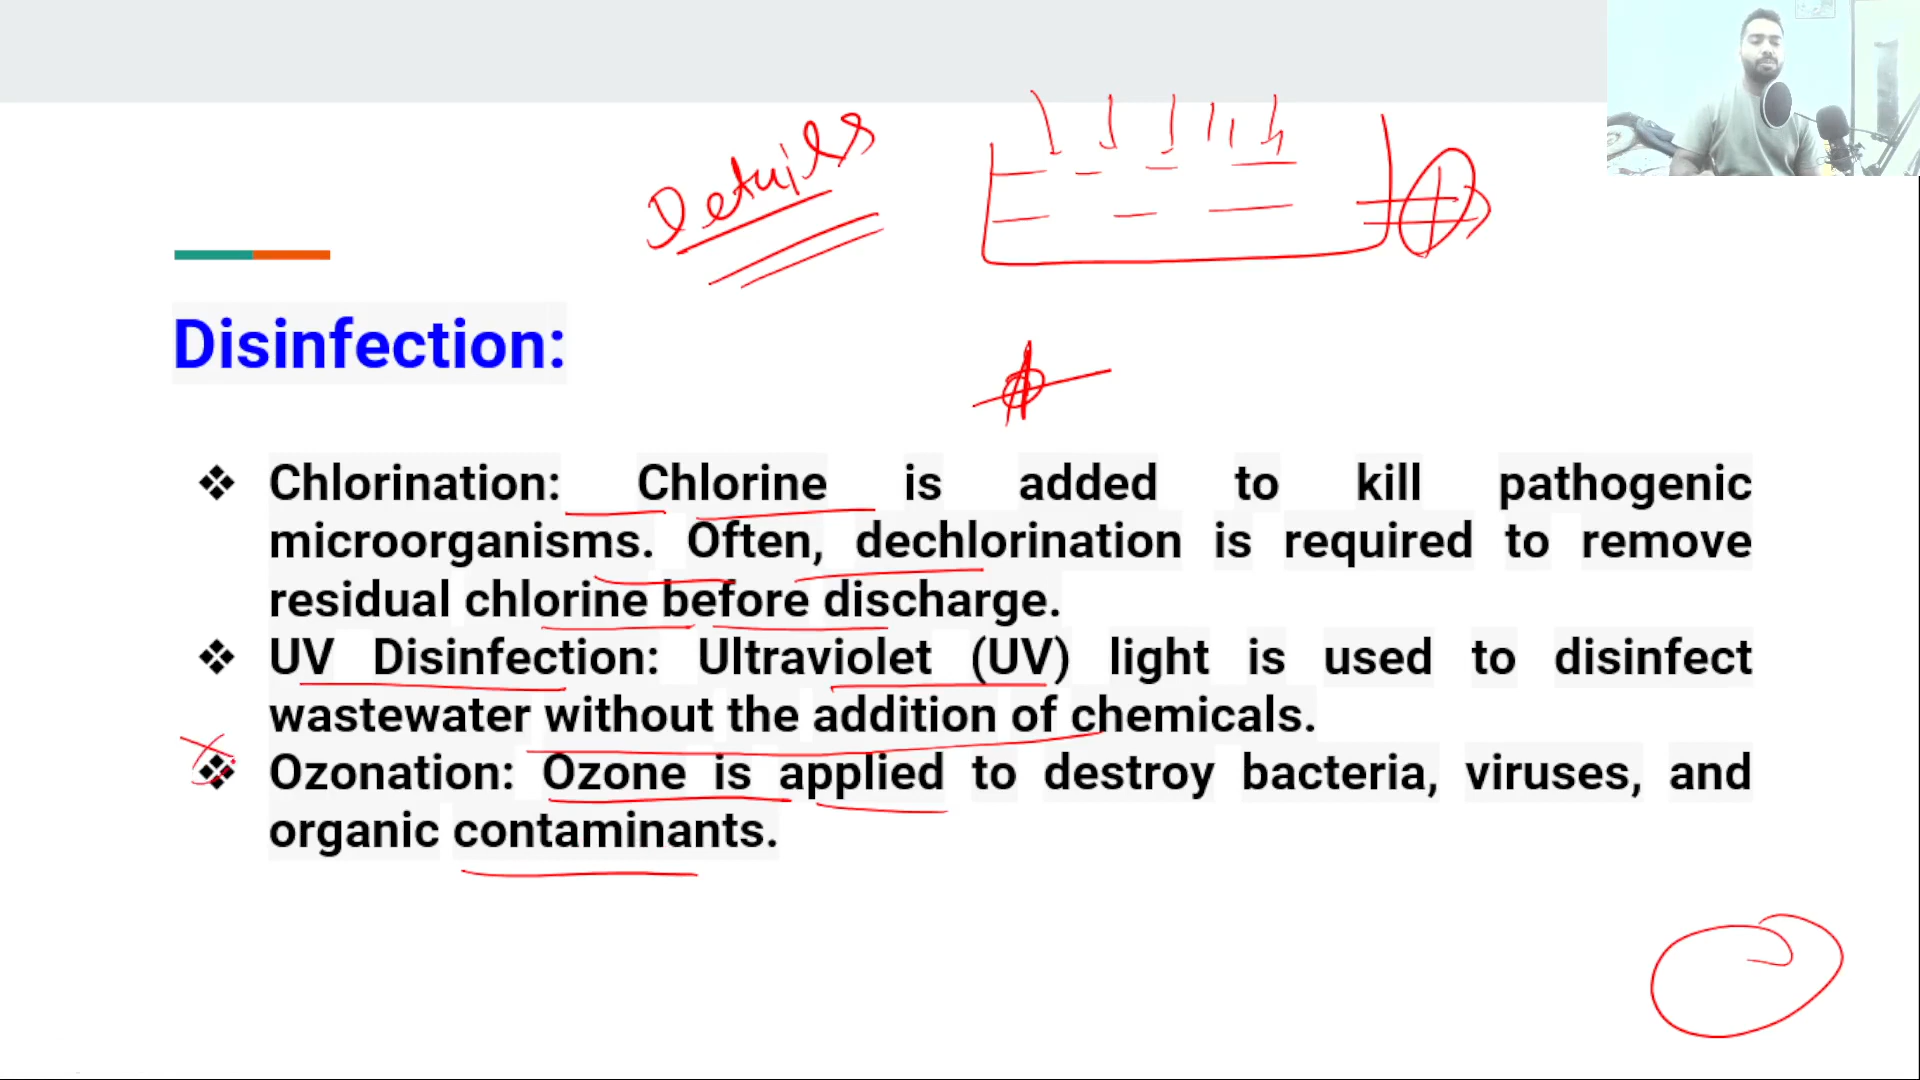 Details
Disinfection:
❖ Chlorination: Chlorine is added to kill pathogenic
microorganisms. Often, dechlorination is required to remove
residual chlorine before discharge.
❖ UV Disinfection: Ultraviolet (UV) light is used to disinfect
wastewater without the addition of chemicals.
❖ Ozonation: Ozone is applied to destroy bacteria, viruses, and
organic contaminants.